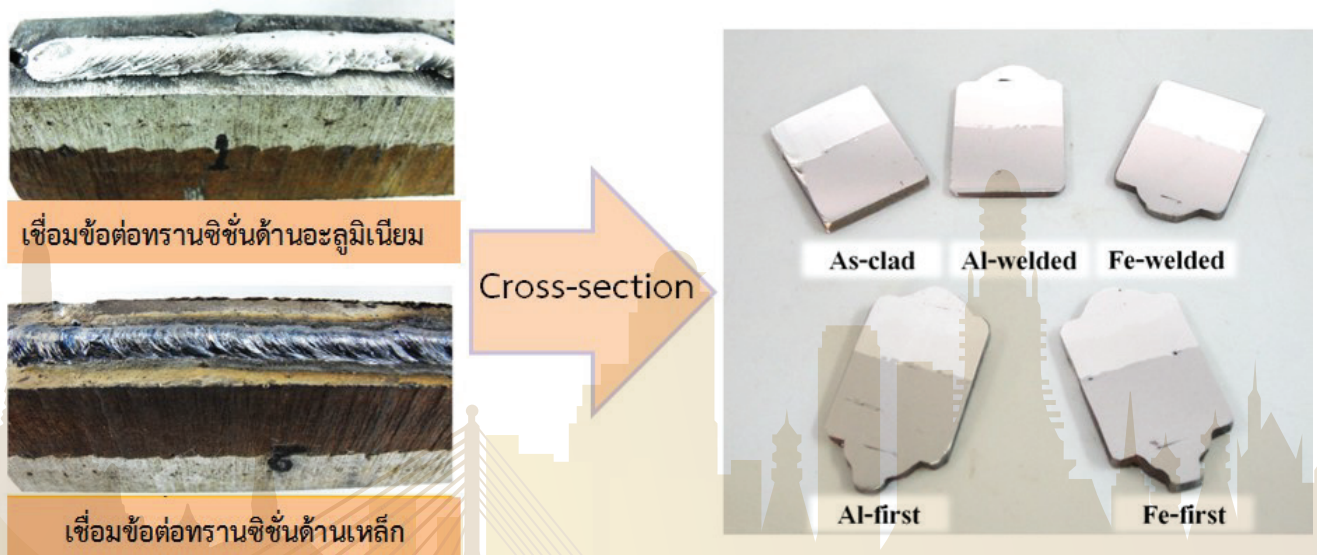 1
เชื่อมข้อต่อทรานซิชั่นด้านอะลูมิเนียม
6
เชื่อมข้อต่อทรานซิชั่นด้านเหล็ก
Cross-section
As-clad Al-welded Fe-welded
Al-first Fe-first